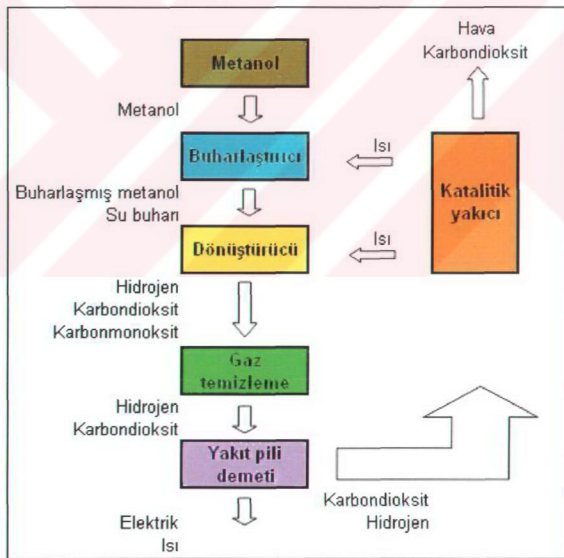 Hava
Karbondioksit
Metanol
Metanol
Buharlaştırıcı
Isı
Katalitik
yakıcı
Buharlaşmış metanol
Su buharı
Dönüştürücü
Isı
Hidrojen
Karbondioksit
Karbonmonoksit
Gaz
temizleme
Hidrojen
Karbondioksit
Yakıt pili
demeti
Karbondioksit
Hidrojen
Elektrik
Isı